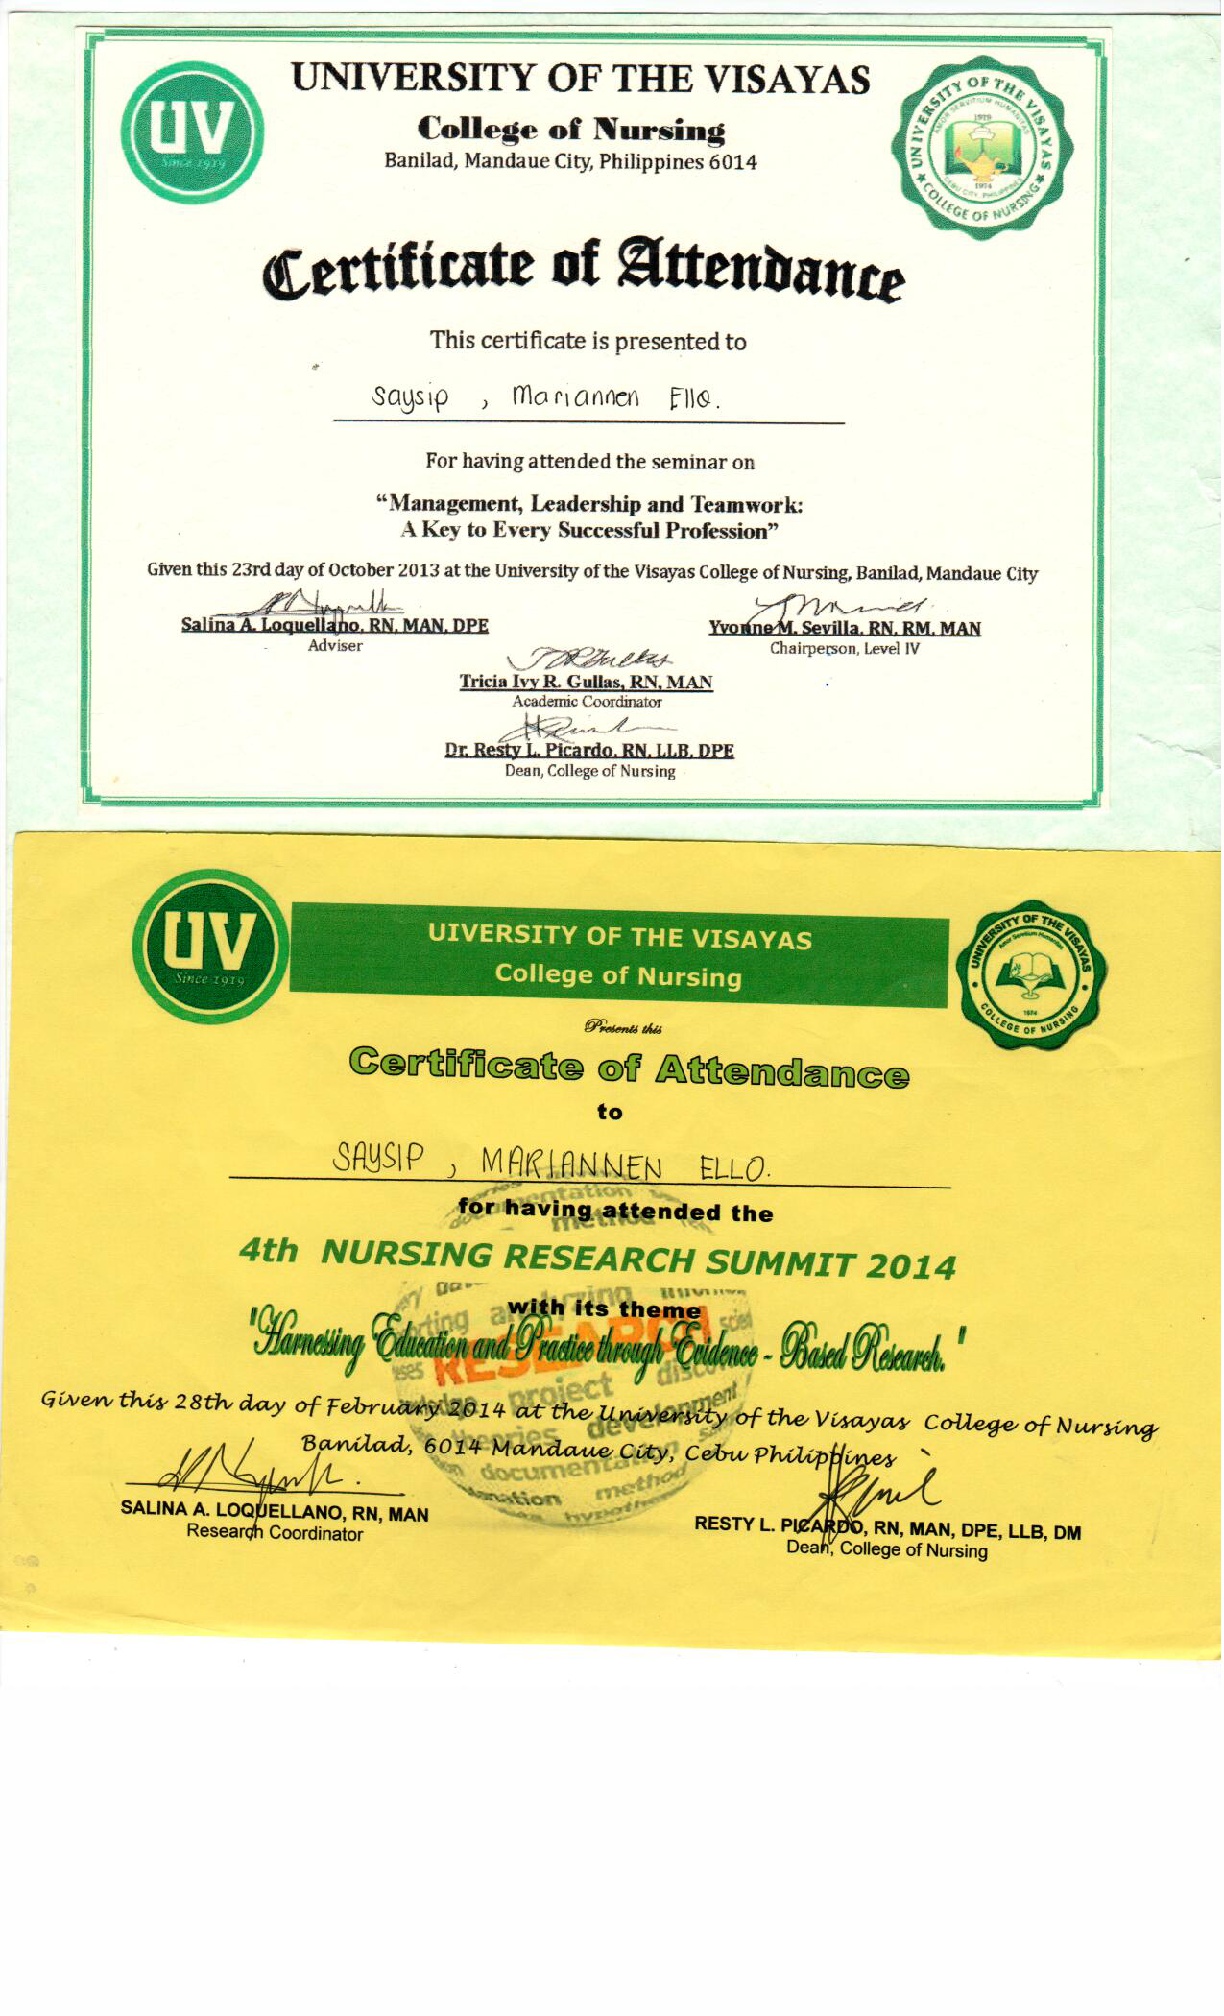 UNIVERSITY OF THE VISAYAS
College of Nursing
Banilad, Mandaue City, Philippines 6014
UV
Since 1919
UNIVERSITY OF THE VISAYAS
1919
1974
COLLEGE OF NURSING
Certificate of Attendance
This certificate is presented to
Saysip , Mariannen Ello.
For having attended the seminar on
“Management, Leadership and Teamwork:
A Key to Every Successful Profession”
Given this 23rd day of October 2013 at the University of the Visayas College of Nursing, Banilad, Mandaue City
Salina A. Loquellano, RN, MAN, DPE
Adviser
Yvonne M. Sevilla, RN, RM, MAN
Chairperson, Level IV
Tricia Ivy R. Gullas, RN, MAN
Academic Coordinator
Dr. Resty L. Picardo, RN, LLB, DPE
Dean, College of Nursing
UV
Since 1919
UIVERSITY OF THE VISAYAS
College of Nursing
UNIVERSITY OF THE VISAYAS
1974
COLLEGE OF NURSING
Presents this
Certificate of Attendance
to
SAYSIP , MARIANNEN ELLO.
for having attended the
4th NURSING RESEARCH SUMMIT 2014
with its theme
"Harnessing Education and Practice through Evidence - Based Research."
RESEARCH
project
development
theories
method
Given this 28th day of February 2014 at the University of the Visayas College of Nursing
Banilad, 6014 Mandaue City, Cebu Philippines
SALINA A. LOQUELLANO, RN, MAN
Research Coordinator
RESTY L. PICARDO, RN, MAN, DPE, LLB, DM
Dean, College of Nursing